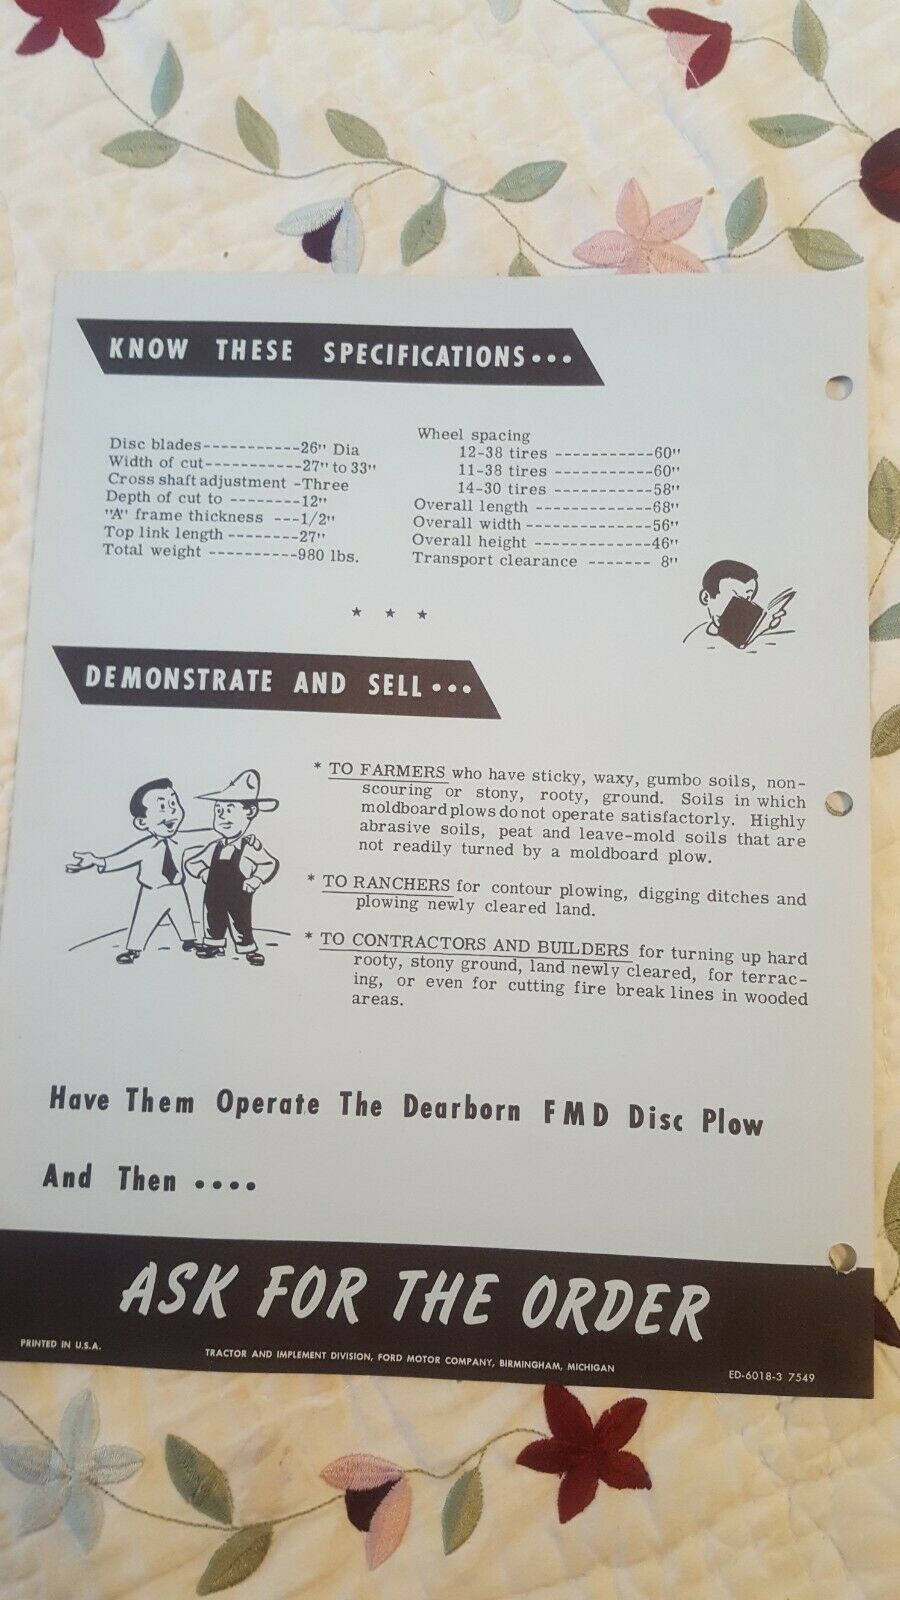 KNOW THESE SPECIFICATIONS...
Disc blades-----------26" Dia
Width of cut-----------27" to 33"
Cross shaft adjustment -Three
Depth of cut to --------12"
"A" frame thickness ---1/2"
Top link length --------27"
Total weight ----------980 lbs.
Wheel spacing
12-38 tires -----------60"
11-38 tires -----------60"
14-30 tires -----------58"
Overall length -------------68"
Overall width --------------56"
Overall height -------------46"
Transport clearance ------- 8"
★ ★ ★
DEMONSTRATE AND SELL...
* TO FARMERS who have sticky, waxy, gumbo soils, non-
scouring or stony, rooty, ground. Soils in which
moldboard plows do not operate satisfactorly. Highly
abrasive soils, peat and leave-mold soils that are
not readily turned by a moldboard plow.
* TO RANCHERS for contour plowing, digging ditches and
plowing newly cleared land.
* TO CONTRACTORS AND BUILDERS for turning up hard
rooty, stony ground, land newly cleared, for terrac-
ing, or even for cutting fire break lines in wooded
areas.
Have Them Operate The Dearborn FMD Disc Plow
And Then ....
ASK FOR THE ORDER
PRINTED IN U.S.A.
TRACTOR AND IMPLEMENT DIVISION, FORD MOTOR COMPANY, BIRMINGHAM, MICHIGAN
ED-6018-3 7549